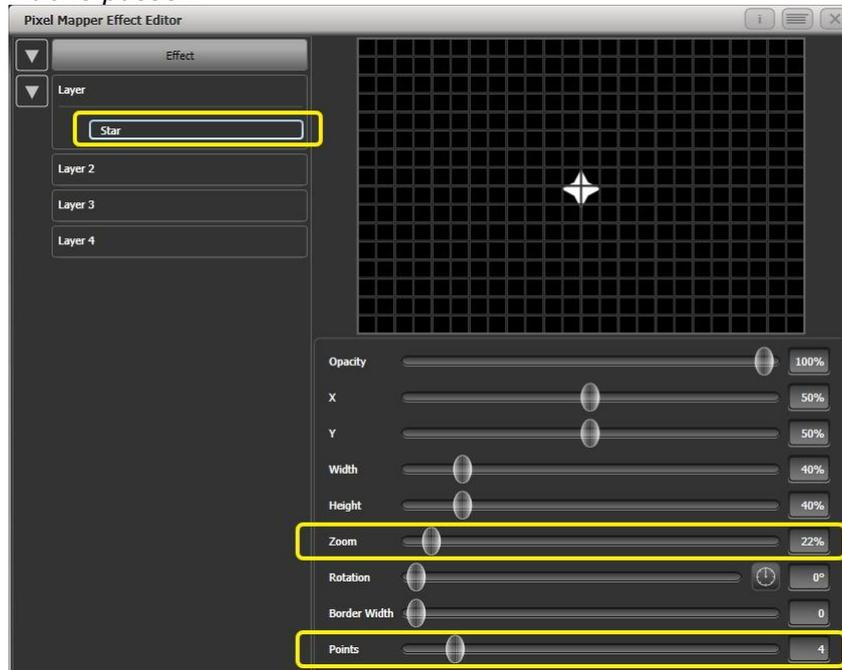 Pixel Mapper Effect Editor
i
Effect
Layer
Star
Layer 2
Layer 3
Layer 4
Opacity 100%
X 50%
Y 50%
Width 40%
Height 40%
Zoom 22%
Rotation 0°
Border Width 0
Points 4